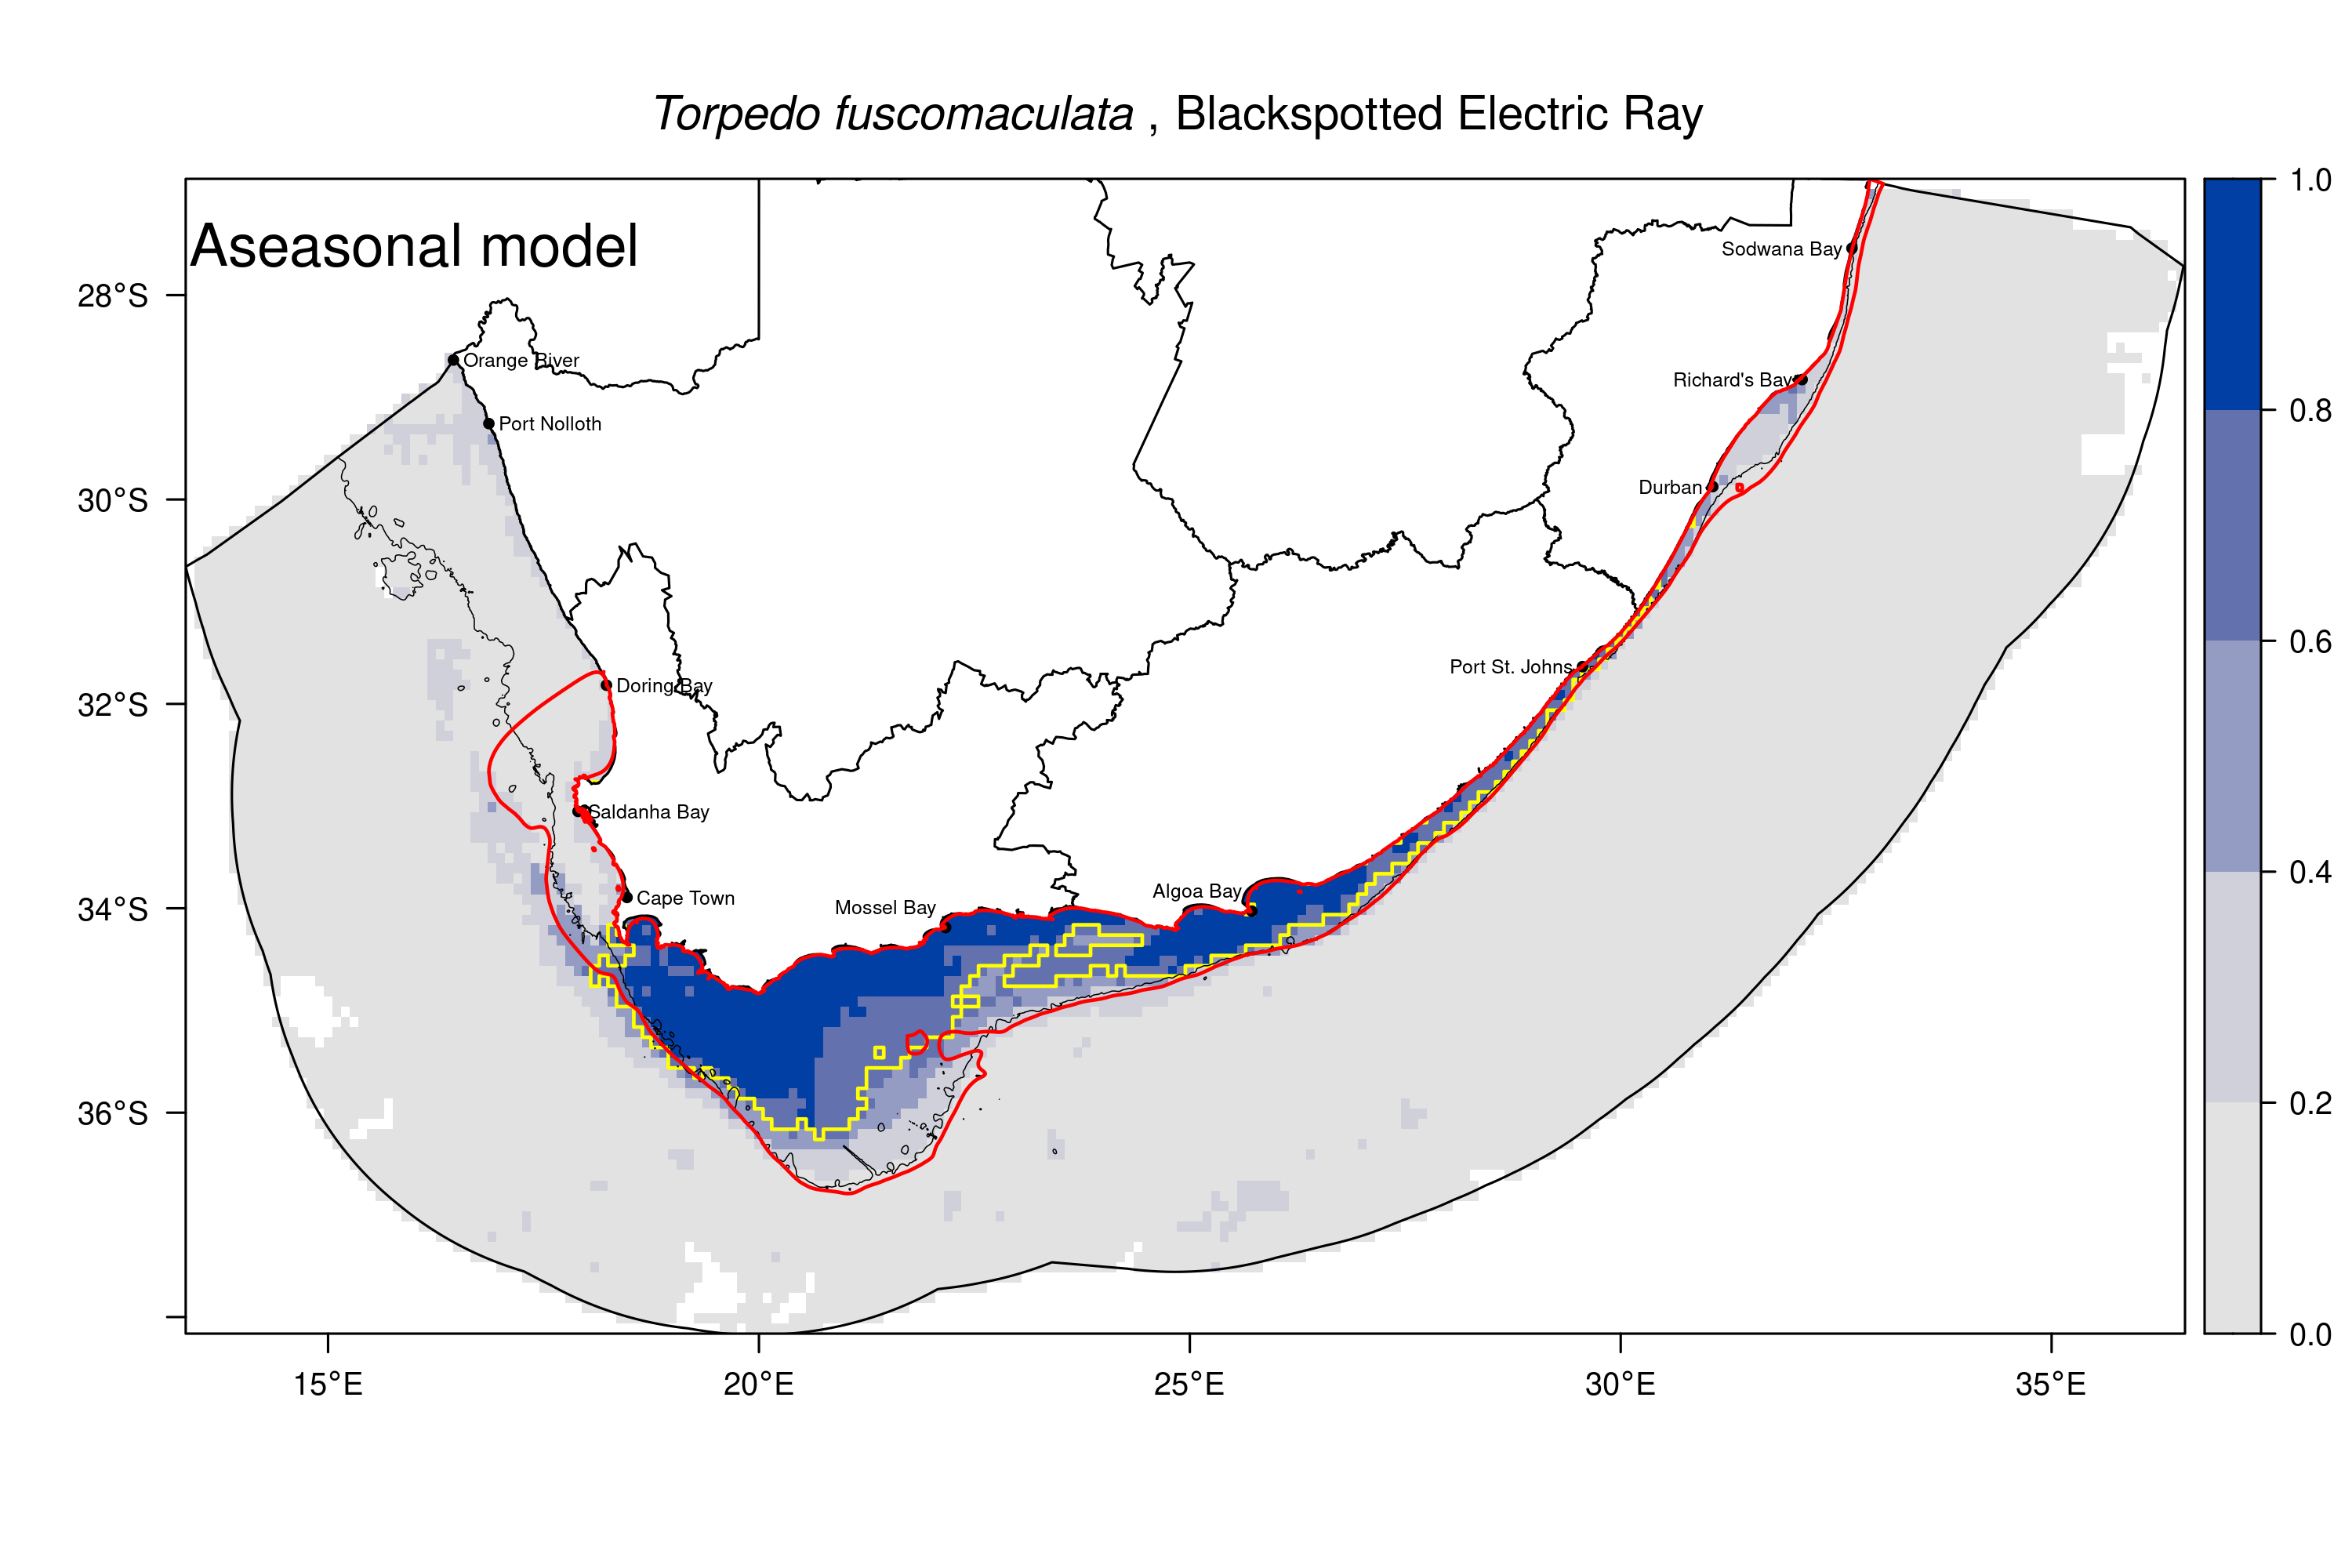 Torpedo fuscomaculata , Blackspotted Electric Ray
Aseasonal model
Sodwana Bay
Orange River
Richard's Bay
Port Nolloth
Durban
Port St. Johns
Doring Bay
Saldanha Bay
Algoa Bay
Cape Town
Mossel Bay
28°S
30°S
32°S
34°S
36°S
15°E
20°E
25°E
30°E
35°E
1.0
0.8
0.6
0.4
0.2
0.0